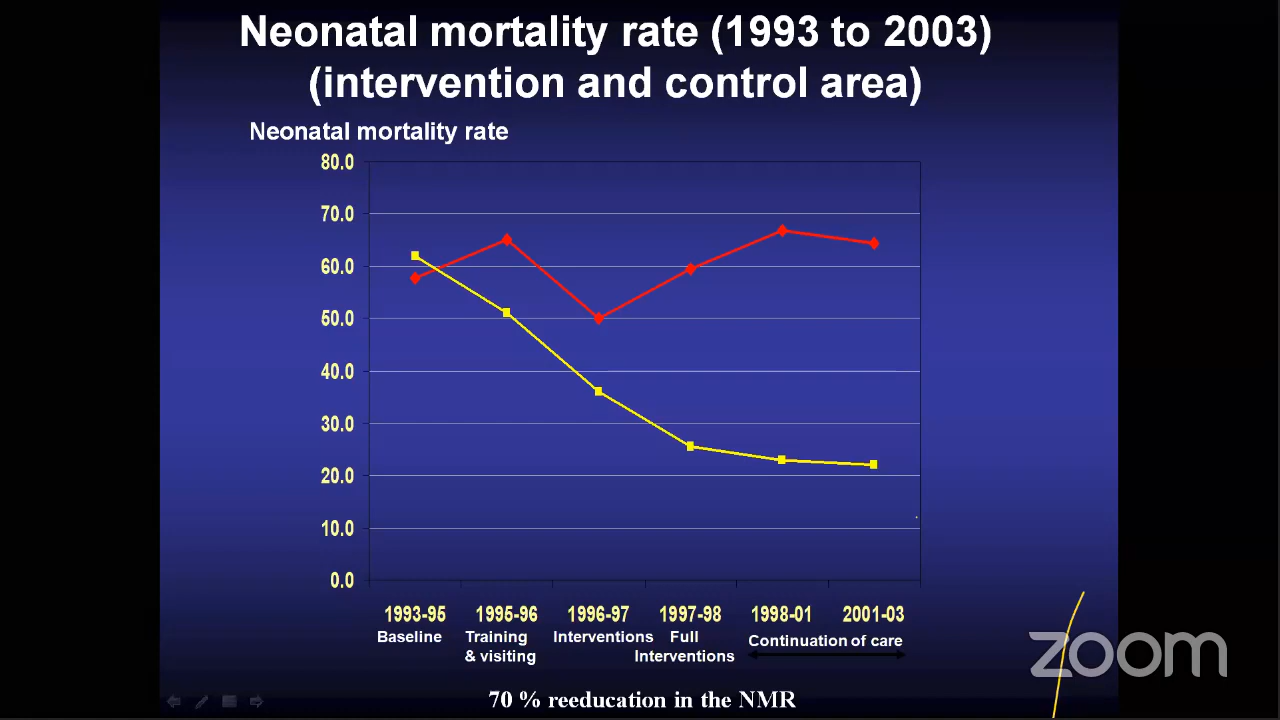 Neonatal mortality rate (1993 to 2003)
(intervention and control area)
Neonatal mortality rate
80.0
70.0
60.0
50.0
40.0
30.0
20.0
10.0
0.0
1993-95 1995-96 1996-97 1997-98 1998-01 2001-03
Baseline Training Interventions Full Continuation of care
& visiting Interventions
zoom
70 % reeducation in the NMR